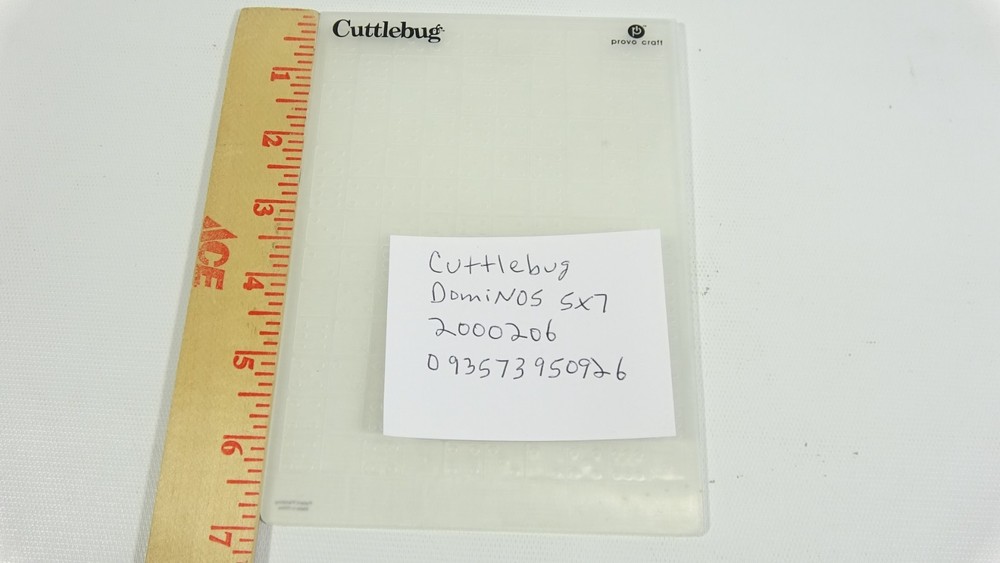 Cuttlebug
provo craft
1
2
3
ACE
4
5
6
7
Cuttlebug
DomiNOS 5x7
2000206
093573950926